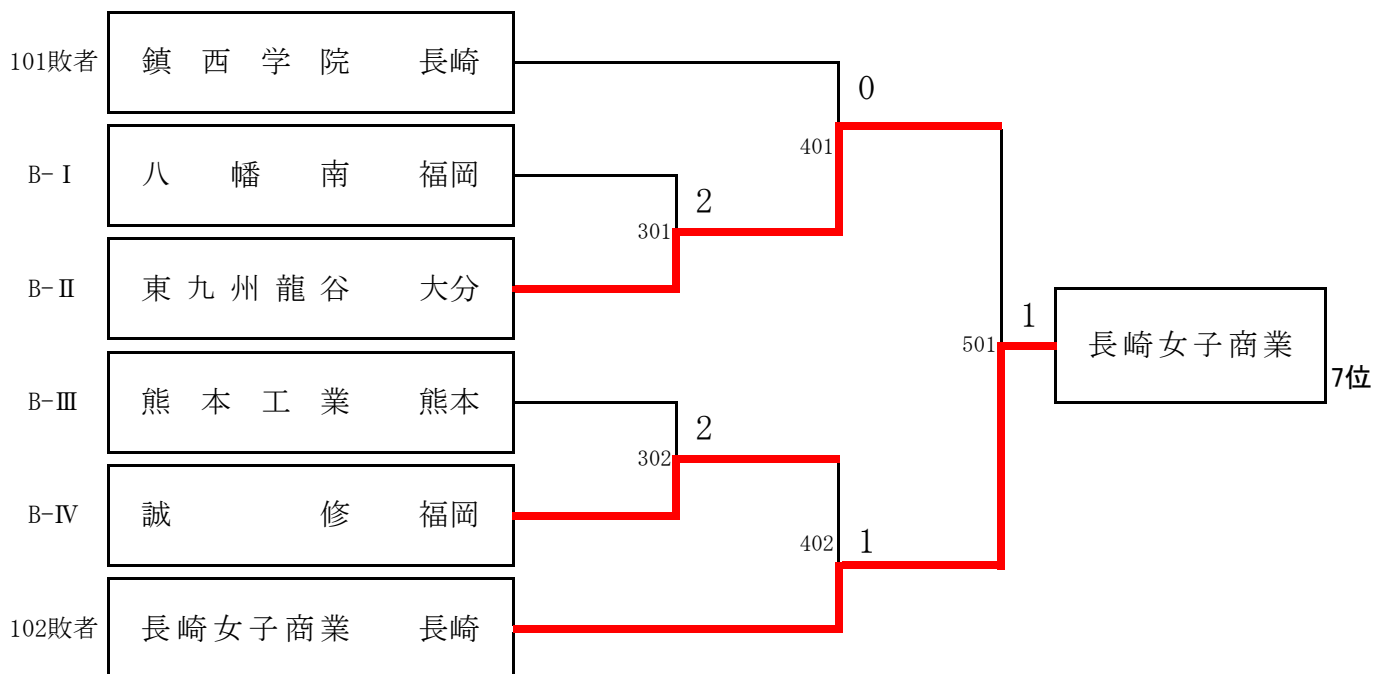 101敗者 鎮西学院 長崎
0
401
B-Ⅰ 八幡南 福岡
2
301
B-Ⅱ 東九州龍谷 大分
1
501
長崎女子商業
7位
B-Ⅲ 熊本工業 熊本
2
302
B-Ⅳ 誠修 福岡
402
1
102敗者 長崎女子商業 長崎